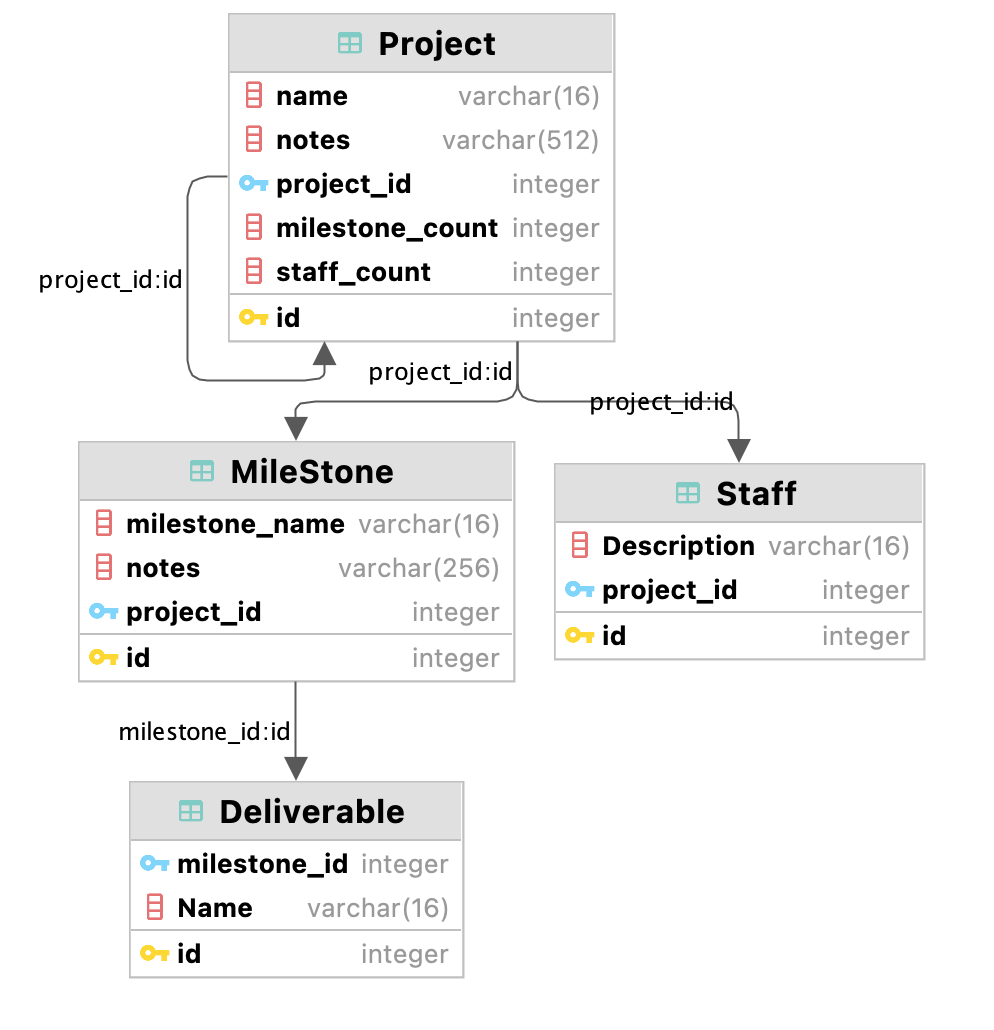 Project
name varchar(16)
notes varchar(512)
project_id integer
milestone_count integer
staff_count integer
id integer
project_id:id
project_id:id
project_id:id
MileStone
milestone_name varchar(16)
notes varchar(256)
project_id integer
id integer
Staff
Description varchar(16)
project_id integer
id integer
milestone_id:id
Deliverable
milestone_id integer
Name varchar(16)
id integer